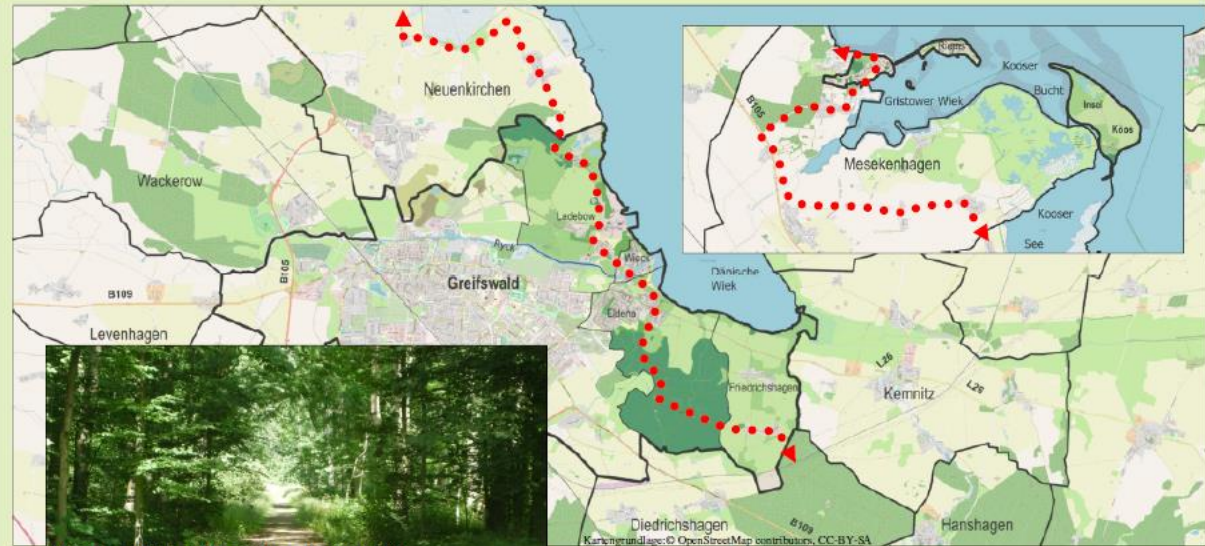 Neuenkirchen
Wackerow
Ladebow
Ryck
Wieck
Greifswald
Dänische
Wiek
B105
B109
Levenhagen
Eldena
Friedrichshagen
L26
Kemnitz
L26
Diedrichshagen
B109
Hanshagen
Kartengrundlage:© OpenStreetMap contributors, CC-BY-SA
Riems
Kooser
Bucht
Gristower Wiek
Insel
Koos
B105
Mesekenhagen
Kooser
See